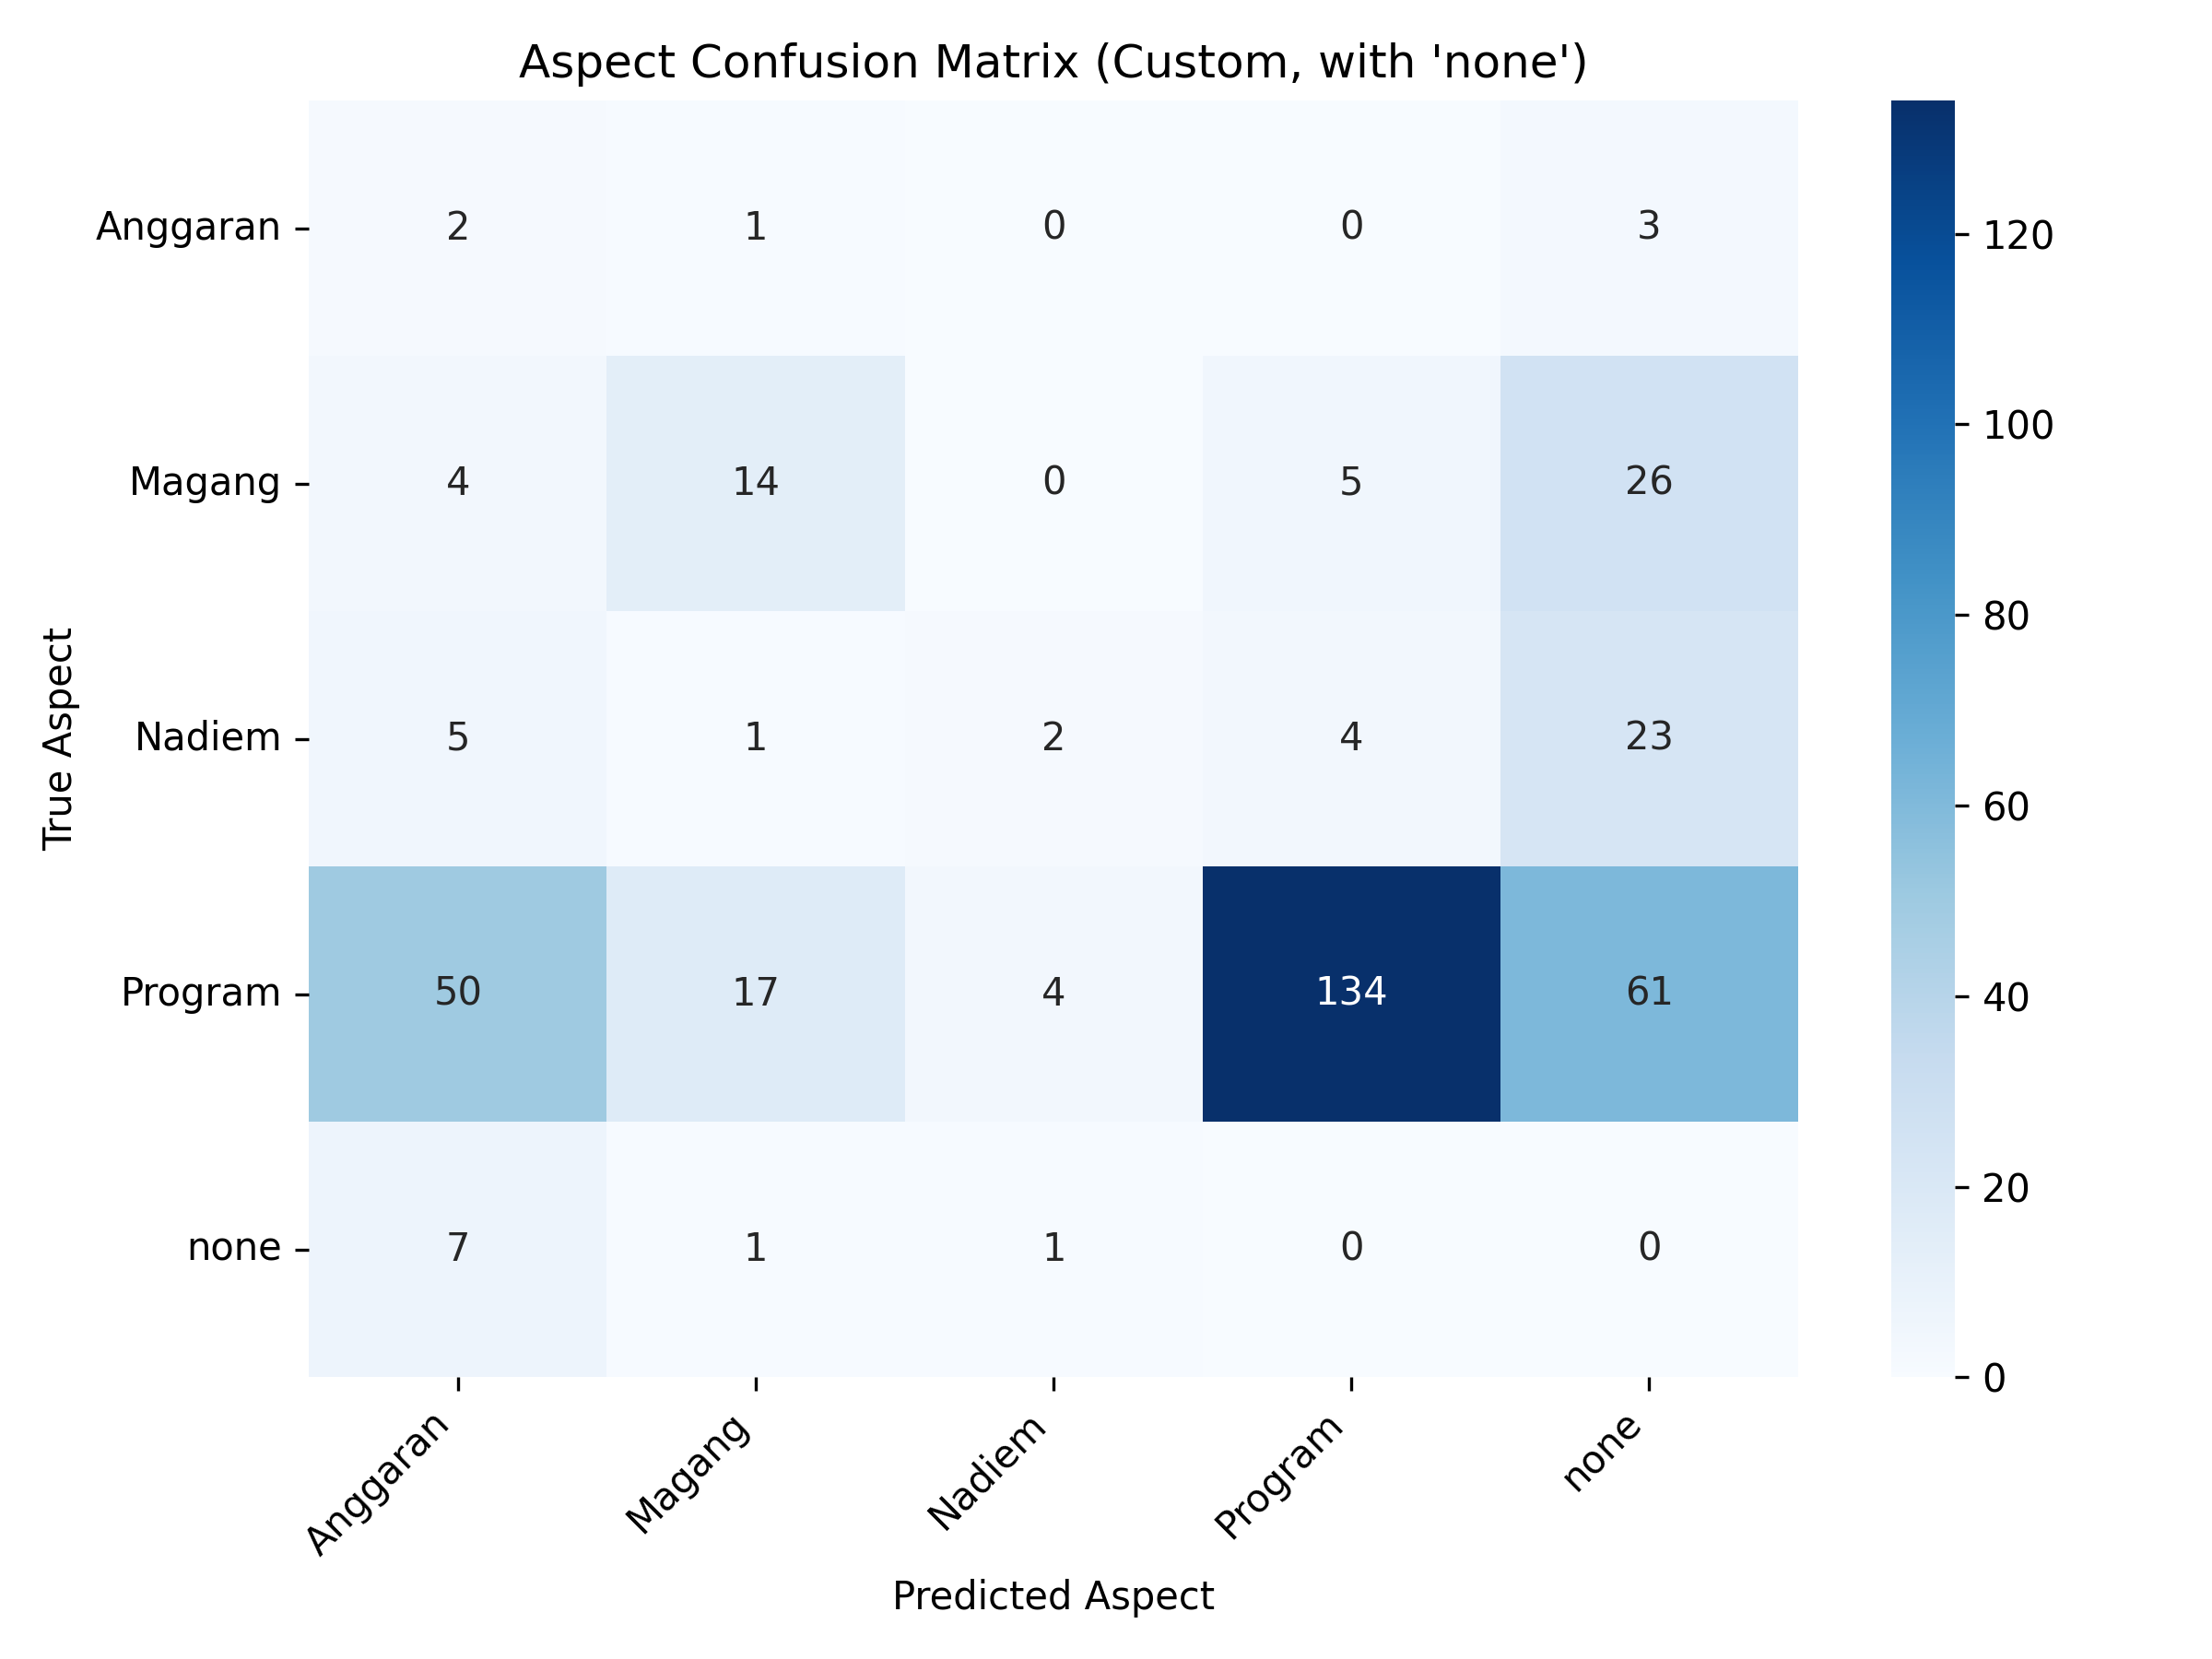 Aspect Confusion Matrix (Custom, with 'none')
True Aspect
Anggaran 2 1 0 0 3
Magang 4 14 0 5 26
Nadiem 5 1 2 4 23
Program 50 17 4 134 61
none 7 1 1 0 0
Anggaran Magang Nadiem Program none
Predicted Aspect
120
100
80
60
40
20
0